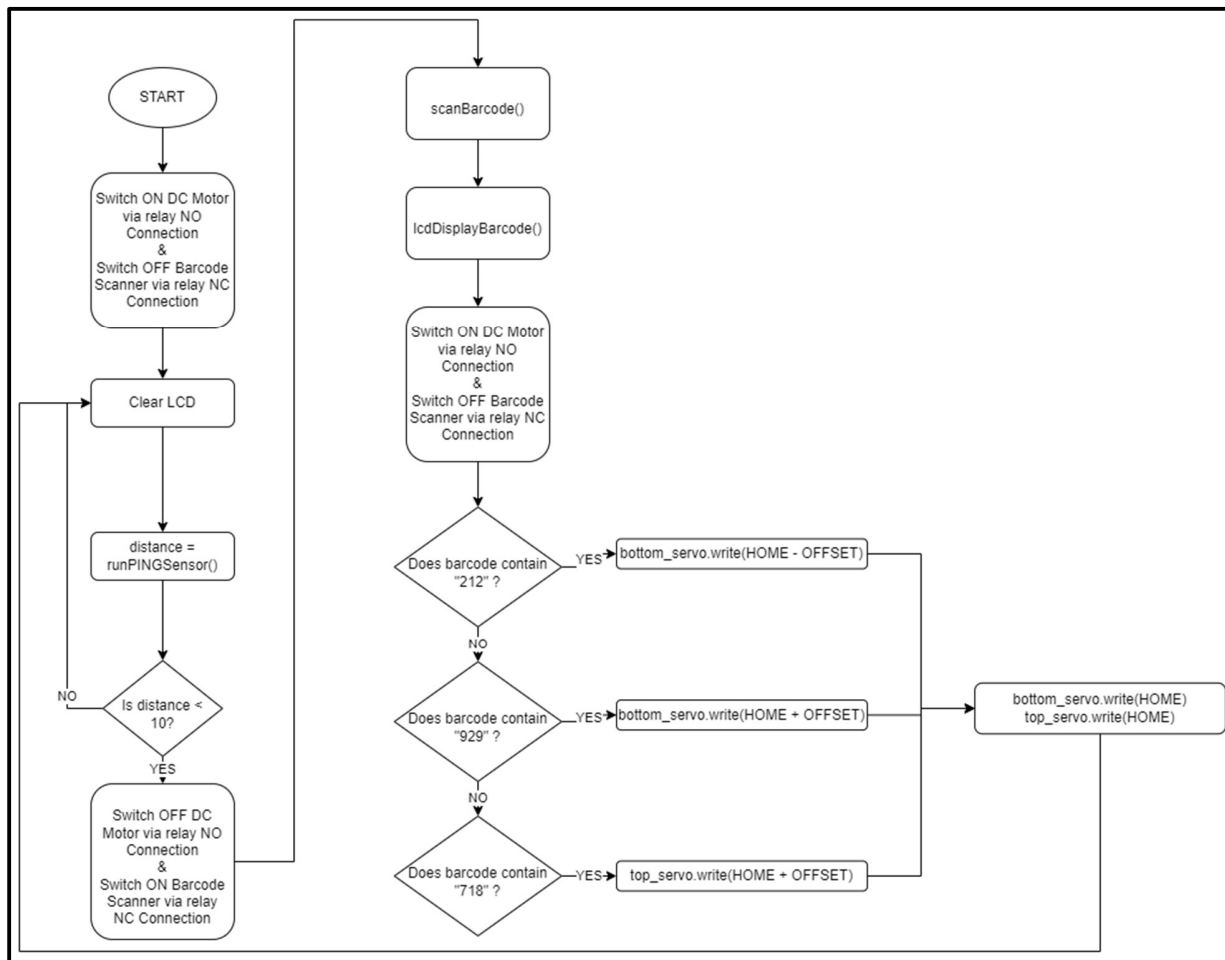 START
Switch ON DC Motor
via relay NO
Connection
&
Switch OFF Barcode
Scanner via relay NC
Connection
Clear LCD
distance =
runPINGSensor()
Is distance <
10?
NO
YES
Switch OFF DC
Motor via relay NO
Connection
&
Switch ON Barcode
Scanner via relay
NC Connection
scanBarcode()
lcdDisplayBarcode()
Switch ON DC Motor
via relay NO
Connection
&
Switch OFF Barcode
Scanner via relay NC
Connection
Does barcode contain
"212" ?
YES
bottom_servo.write(HOME - OFFSET)
NO
Does barcode contain
"929" ?
YES
bottom_servo.write(HOME + OFFSET)
NO
Does barcode contain
"718" ?
YES
top_servo.write(HOME + OFFSET)
bottom_servo.write(HOME)
top_servo.write(HOME)